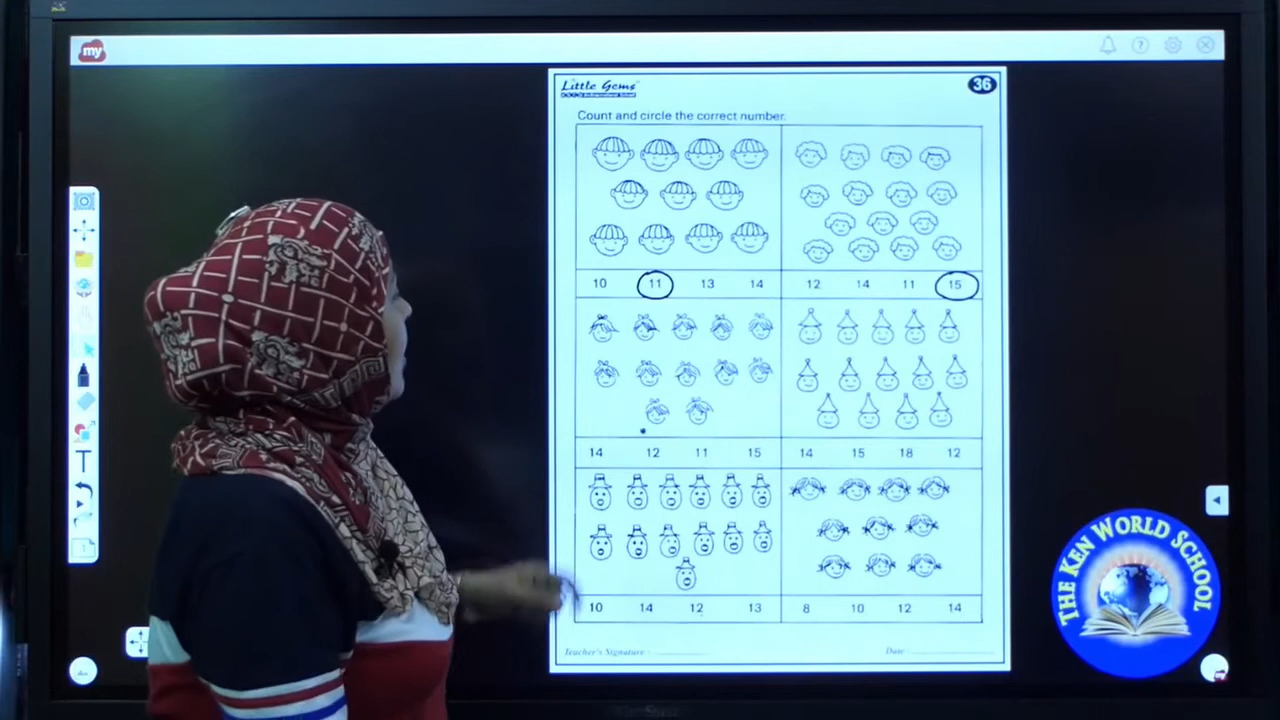 my
Little Gems
36
Count and circle the correct number.
10 11 13 14
12 14 11 15
14 12 11 15
14 15 18 12
10 14 12 13
8 10 12 14
Teacher's Signature :
Date :
THE KEN WORLD SCHOOL